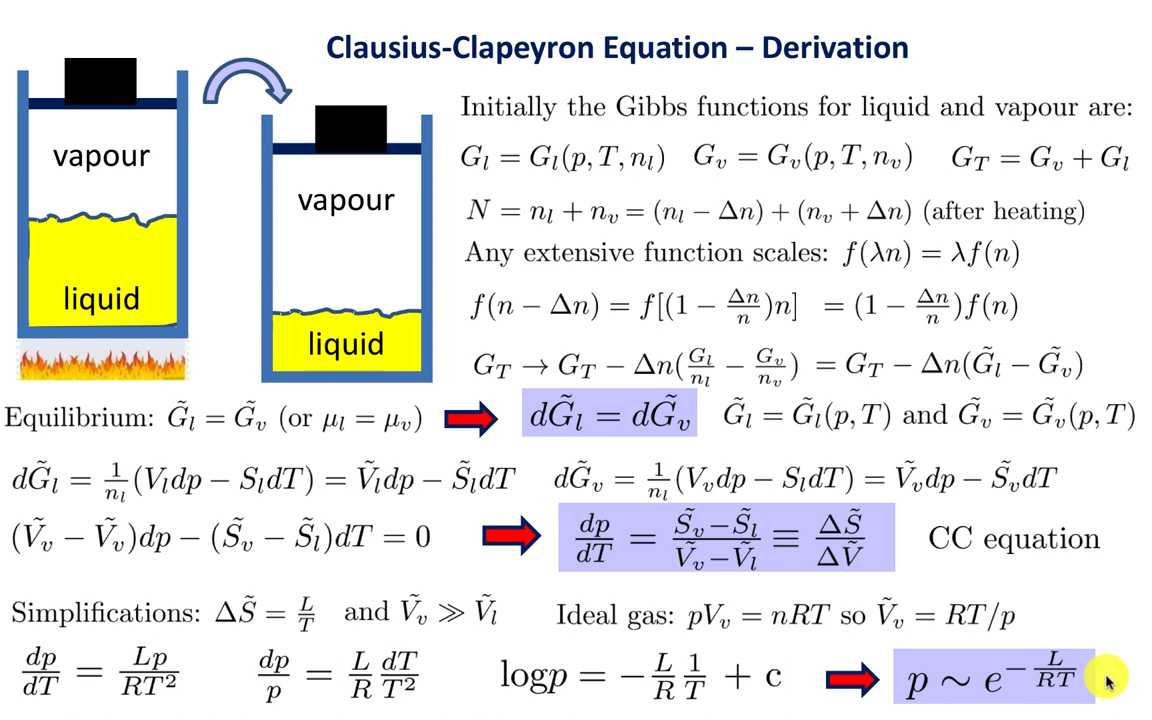 Clausius-Clapeyron Equation – Derivation
vapour
liquid
vapour
liquid
Initially the Gibbs functions for liquid and vapour are:
G_l = G_l(p, T, n_l)   G_v = G_v(p, T, n_v)   G_T = G_v + G_l
N = n_l + n_v = (n_l − Δn) + (n_v + Δn) (after heating)
Any extensive function scales: f(λn) = λf(n)
f(n − Δn) = f[(1 − Δn/n)n] = (1 − Δn/n)f(n)
G_T → G_T − Δn(G_l/n_l − G_v/n_v) = G_T − Δn(G̃_l − G̃_v)
Equilibrium: G̃_l = G̃_v (or μ_l = μ_v)   dG̃_l = dG̃_v   G̃_l = G̃_l(p, T) and G̃_v = G̃_v(p, T)
dG̃_l = 1/n_l (V_l dp − S_l dT) = Ṽ_l dp − S̃_l dT   dG̃_v = 1/n_l (V_v dp − S_l dT) = Ṽ_v dp − S̃_v dT
(Ṽ_v − Ṽ_v)dp − (S̃_v − S̃_l)dT = 0   dp/dT = (S̃_v − S̃_l)/(Ṽ_v − Ṽ_l) ≡ ΔS̃/ΔṼ   CC equation
Simplifications: ΔS̃ = L/T and Ṽ_v ≫ Ṽ_l   Ideal gas: pV_v = nRT so Ṽ_v = RT/p
dp/dT = Lp/RT²   dp/p = L/R dT/T²   logp = − L/R 1/T + c   p ∼ e^(−L/RT)